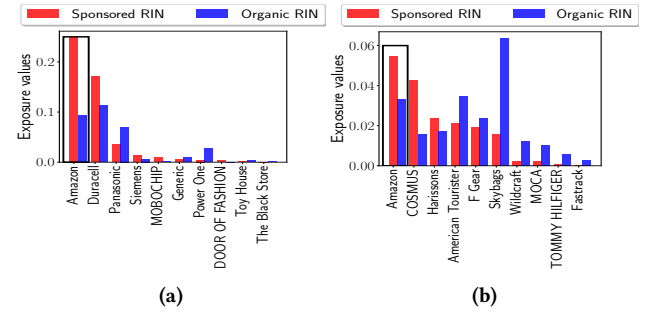 Sponsored RIN Organic RIN
Exposure values
0.2
0.1
0.0
Amazon
Duracell
Panasonic
Siemens
MOBOCHIP
Generic
Power One
DOOR OF FASHION
Toy House
The Black Store
(a)
Sponsored RIN Organic RIN
Exposure values
0.06
0.04
0.02
0.00
Amazon
COSMUS
Harissons
American Tourister
F Gear
Skybags
Wildcraft
MOCA
TOMMY HILFIGER
Fastrack
(b)